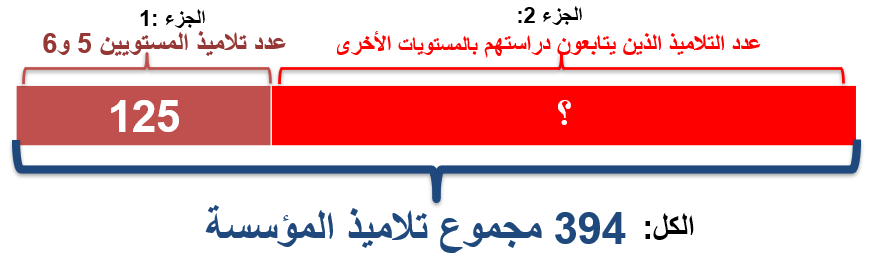 الجزء 1:
عدد تلاميذ المستويين 5 و6
الجزء 2:
عدد التلاميذ الذين يتابعون دراستهم بالمستويات الأخرى
125
؟
الكل: 394 مجموع تلاميذ المؤسسة